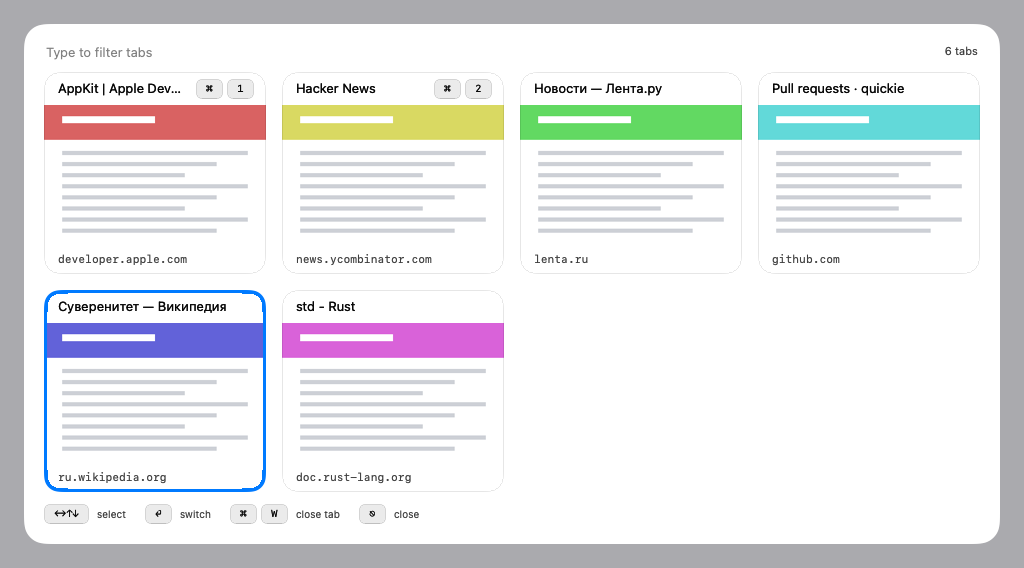 Type to filter tabs
6 tabs
AppKit | Apple Dev... ⌘ 1
Hacker News ⌘ 2
Новости — Лента.ру
Pull requests · quickie
developer.apple.com
news.ycombinator.com
lenta.ru
github.com
Суверенитет — Википедия
std - Rust
ru.wikipedia.org
doc.rust-lang.org
↔↑↓ select ↵ switch ⌘ W close tab ⎋ close